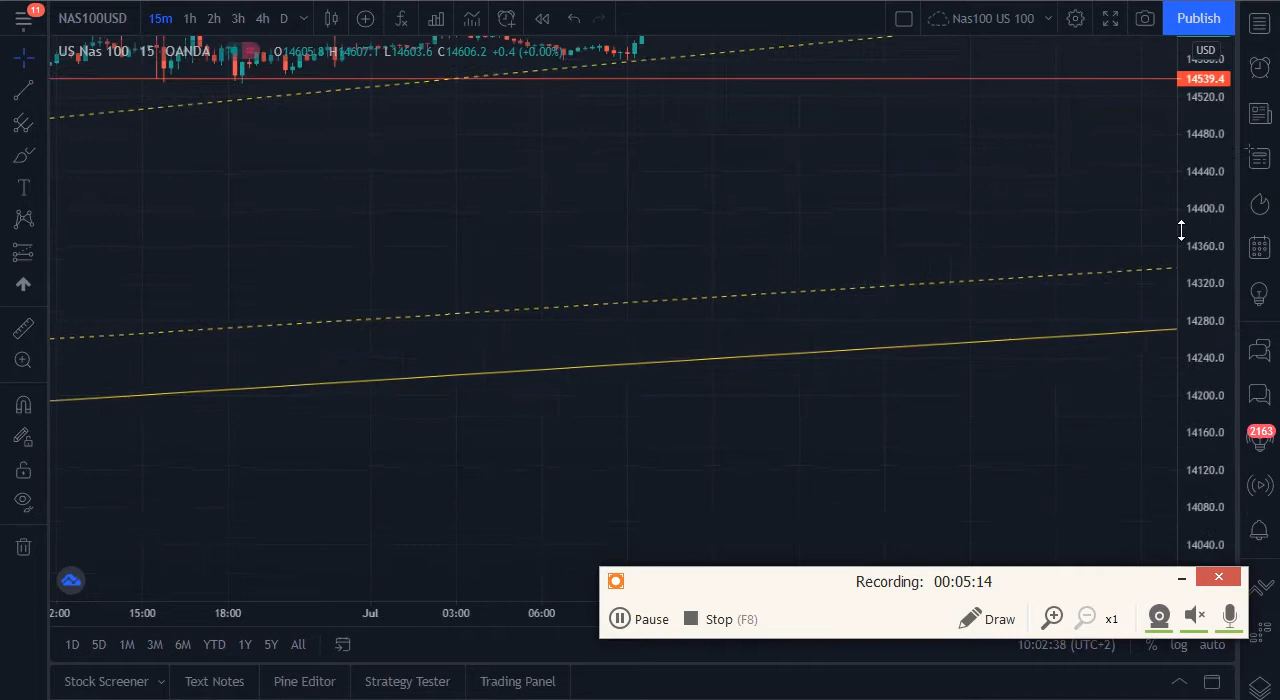 11
NAS100USD
15m 1h 2h 3h 4h D
Nas100 US 100
Publish
US Nas 100 15 OANDA
O14605.8 H14607.1 L14603.6 C14606.2 +0.4 (+0.00%)
USD
14560.0
14539.4
14520.0
14480.0
14440.0
14400.0
14360.0
14320.0
14280.0
14240.0
14200.0
14160.0
14120.0
14080.0
14040.0
2163
2:00 15:00 18:00 Jul 03:00 06:00
Recording: 00:05:14
Pause Stop (F8) Draw x1
1D 5D 1M 3M 6M YTD 1Y 5Y All
10:02:38 (UTC+2) % log auto
Stock Screener Text Notes Pine Editor Strategy Tester Trading Panel